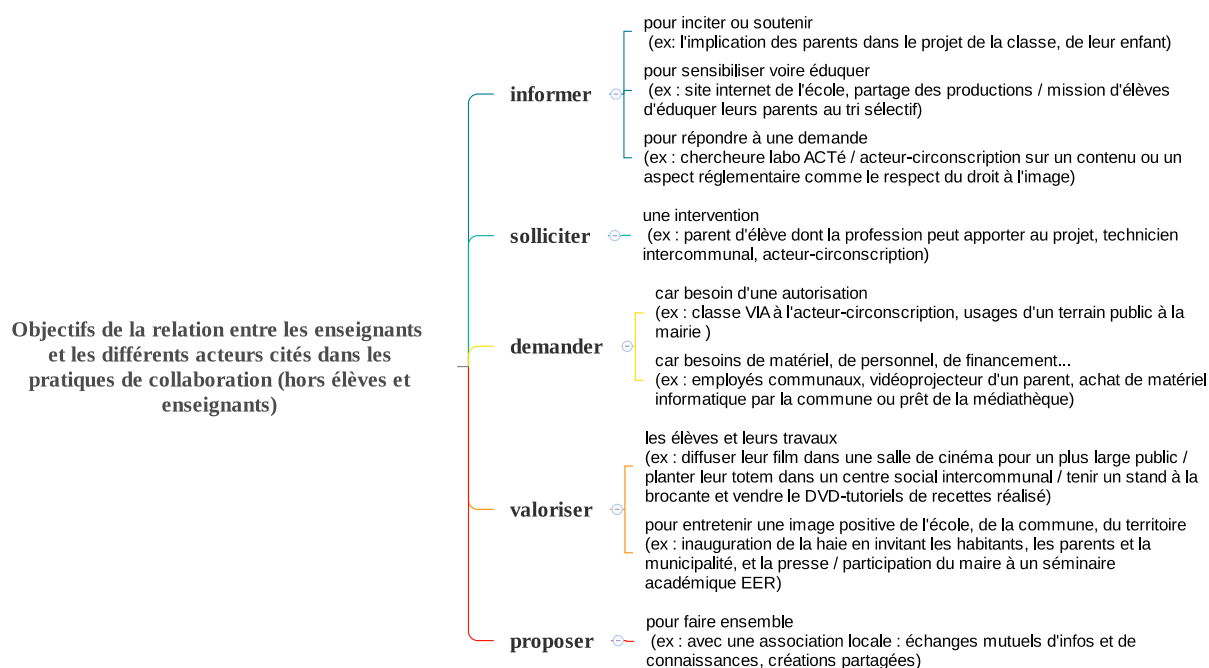 Objectifs de la relation entre les enseignants
et les différents acteurs cités dans les
pratiques de collaboration (hors élèves et
enseignants)
informer
pour inciter ou soutenir
(ex: l'implication des parents dans le projet de la classe, de leur enfant)
pour sensibiliser voire éduquer
(ex : site internet de l'école, partage des productions / mission d'élèves
d'éduquer leurs parents au tri sélectif)
pour répondre à une demande
(ex : chercheure labo ACTé / acteur-circonscription sur un contenu ou un
aspect réglementaire comme le respect du droit à l'image)
solliciter
une intervention
(ex : parent d'élève dont la profession peut apporter au projet, technicien
intercommunal, acteur-circonscription)
demander
car besoin d'une autorisation
(ex : classe VIA à l'acteur-circonscription, usages d'un terrain public à la
mairie )
car besoins de matériel, de personnel, de financement...
(ex : employés communaux, vidéoprojecteur d'un parent, achat de matériel
informatique par la commune ou prêt de la médiathèque)
valoriser
les élèves et leurs travaux
(ex : diffuser leur film dans une salle de cinéma pour un plus large public /
planter leur totem dans un centre social intercommunal / tenir un stand à la
brocante et vendre le DVD-tutoriels de recettes réalisé)
pour entretenir une image positive de l'école, de la commune, du territoire
(ex : inauguration de la haie en invitant les habitants, les parents et la
municipalité, et la presse / participation du maire à un séminaire
académique EER)
proposer
pour faire ensemble
(ex : avec une association locale : échanges mutuels d'infos et de
connaissances, créations partagées)